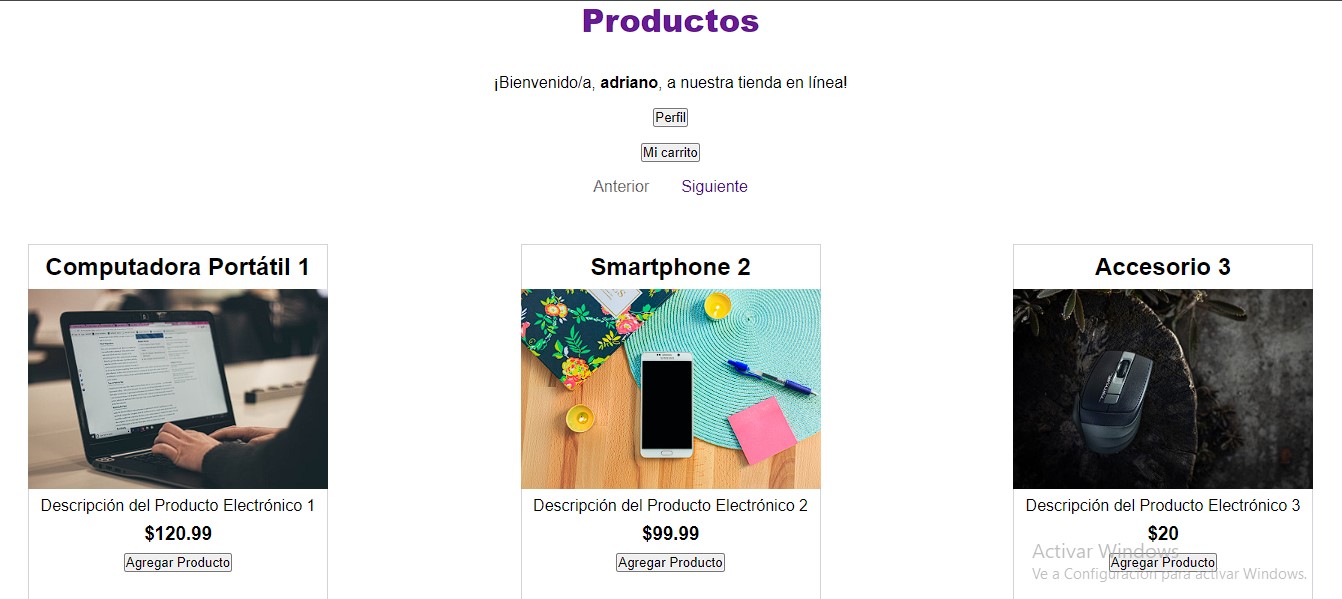 Productos
¡Bienvenido/a, adriano, a nuestra tienda en línea!
Perfil
Mi carrito
Anterior Siguiente
Computadora Portátil 1
Smartphone 2
Accesorio 3
Descripción del Producto Electrónico 1
$120.99
Agregar Producto
Descripción del Producto Electrónico 2
$99.99
Agregar Producto
Descripción del Producto Electrónico 3
$20
Agregar Producto
Activar Windows
Ve a Configuración para activar Windows.